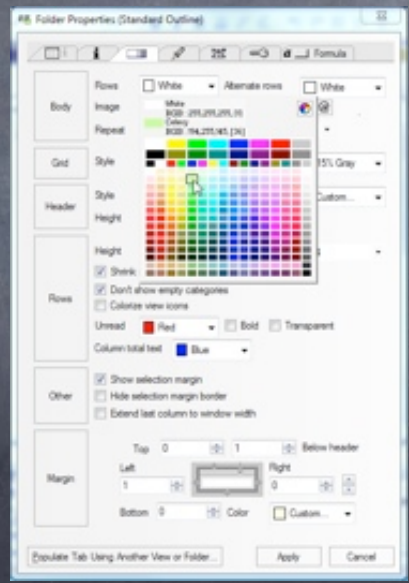 Folder Properties (Standard Outline)
Formula
Body
Rows White Alternate rows White
Image White
RGB: 255,255,255, [0]
Repeat Celery
Grid Style 15% Gray
Header Style Custom...
Height
Rows Height
Shrink
Don't show empty categories
Colorize view icons
Unread Red Bold Transparent
Column total text Blue
Other
Show selection margin
Hide selection margin border
Extend last column to window width
Margin
Top 0 1 Below header
Left Right
1 0
Bottom 0 Color Custom...
Populate Tab Using Another View or Folder... Apply Cancel